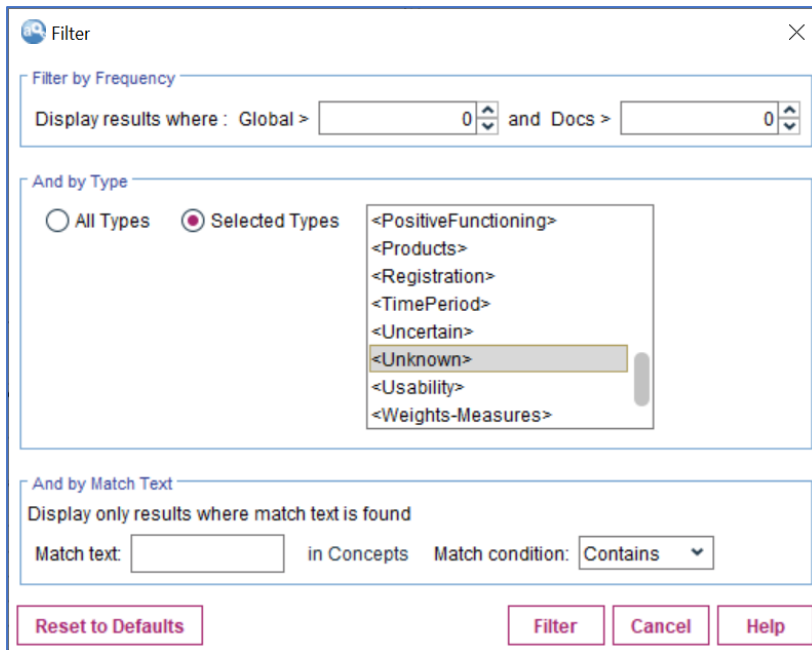 Filter
Filter by Frequency
Display results where : Global > 0 and Docs > 0
And by Type
All Types Selected Types
<PositiveFunctioning>
<Products>
<Registration>
<TimePeriod>
<Uncertain>
<Unknown>
<Usability>
<Weights-Measures>
And by Match Text
Display only results where match text is found
Match text: in Concepts Match condition: Contains
Reset to Defaults Filter Cancel Help